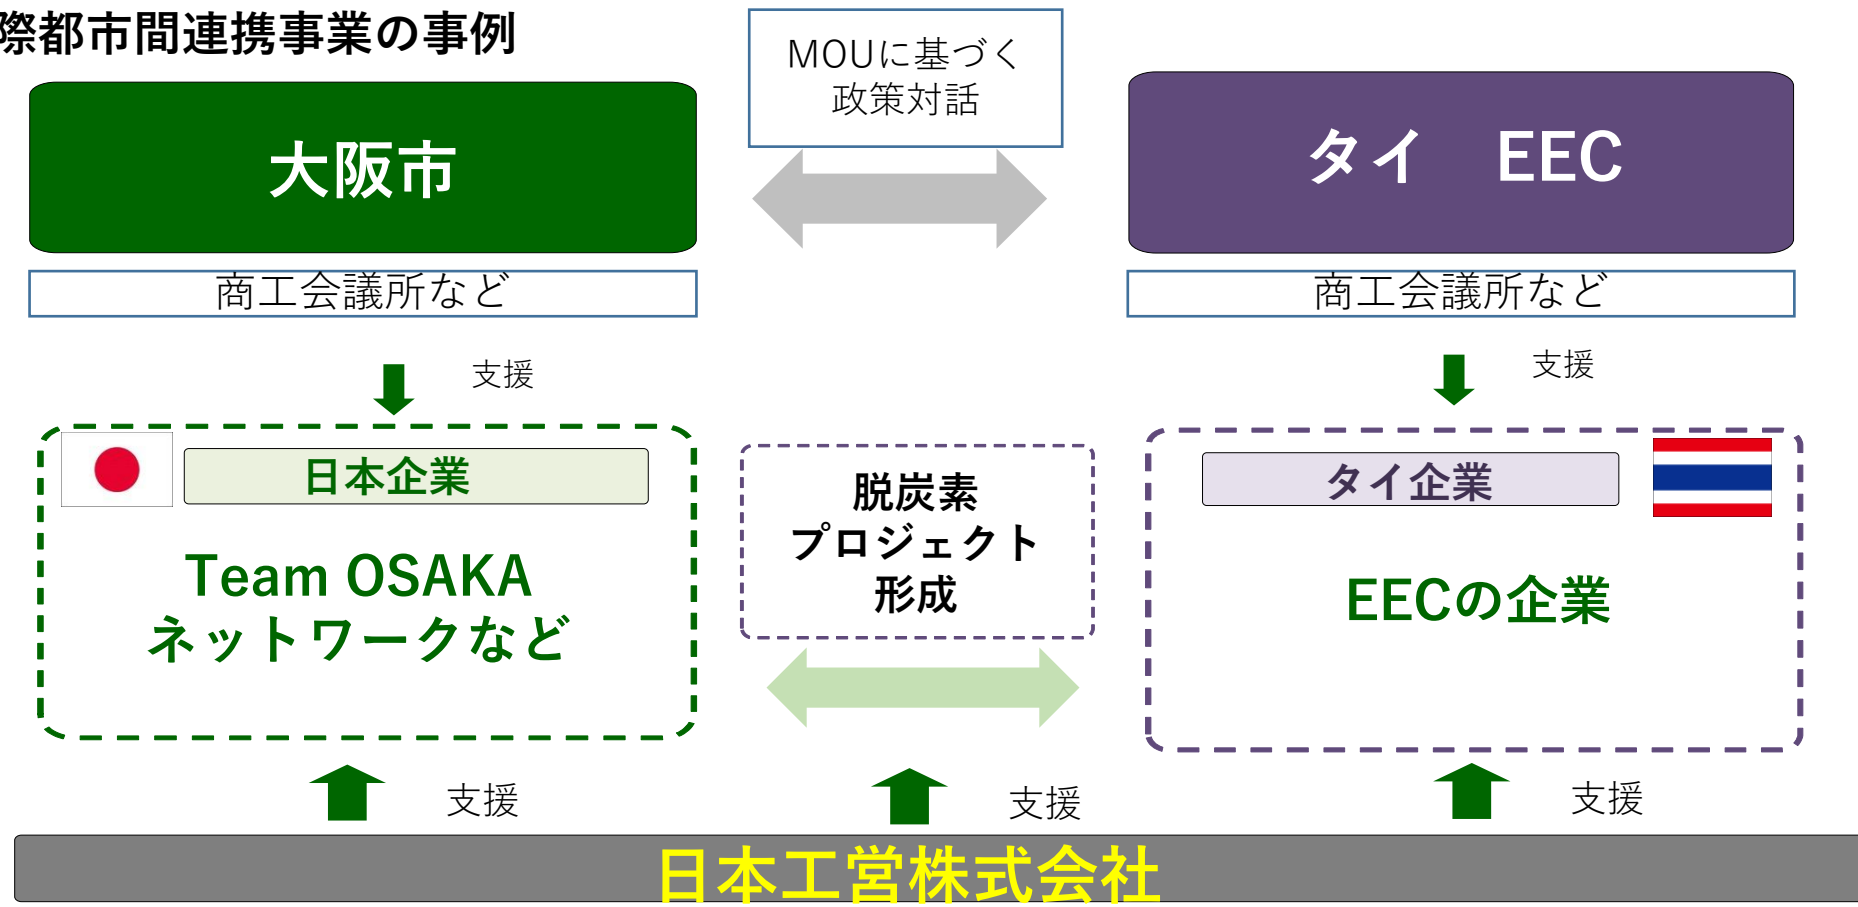 際都市間連携事業の事例
MOUに基づく
政策対話
大阪市
タイ　EEC
商工会議所など
商工会議所など
支援
支援
日本企業
Team OSAKA
ネットワークなど
脱炭素
プロジェクト
形成
タイ企業
EECの企業
支援
支援
支援
日本工営株式会社